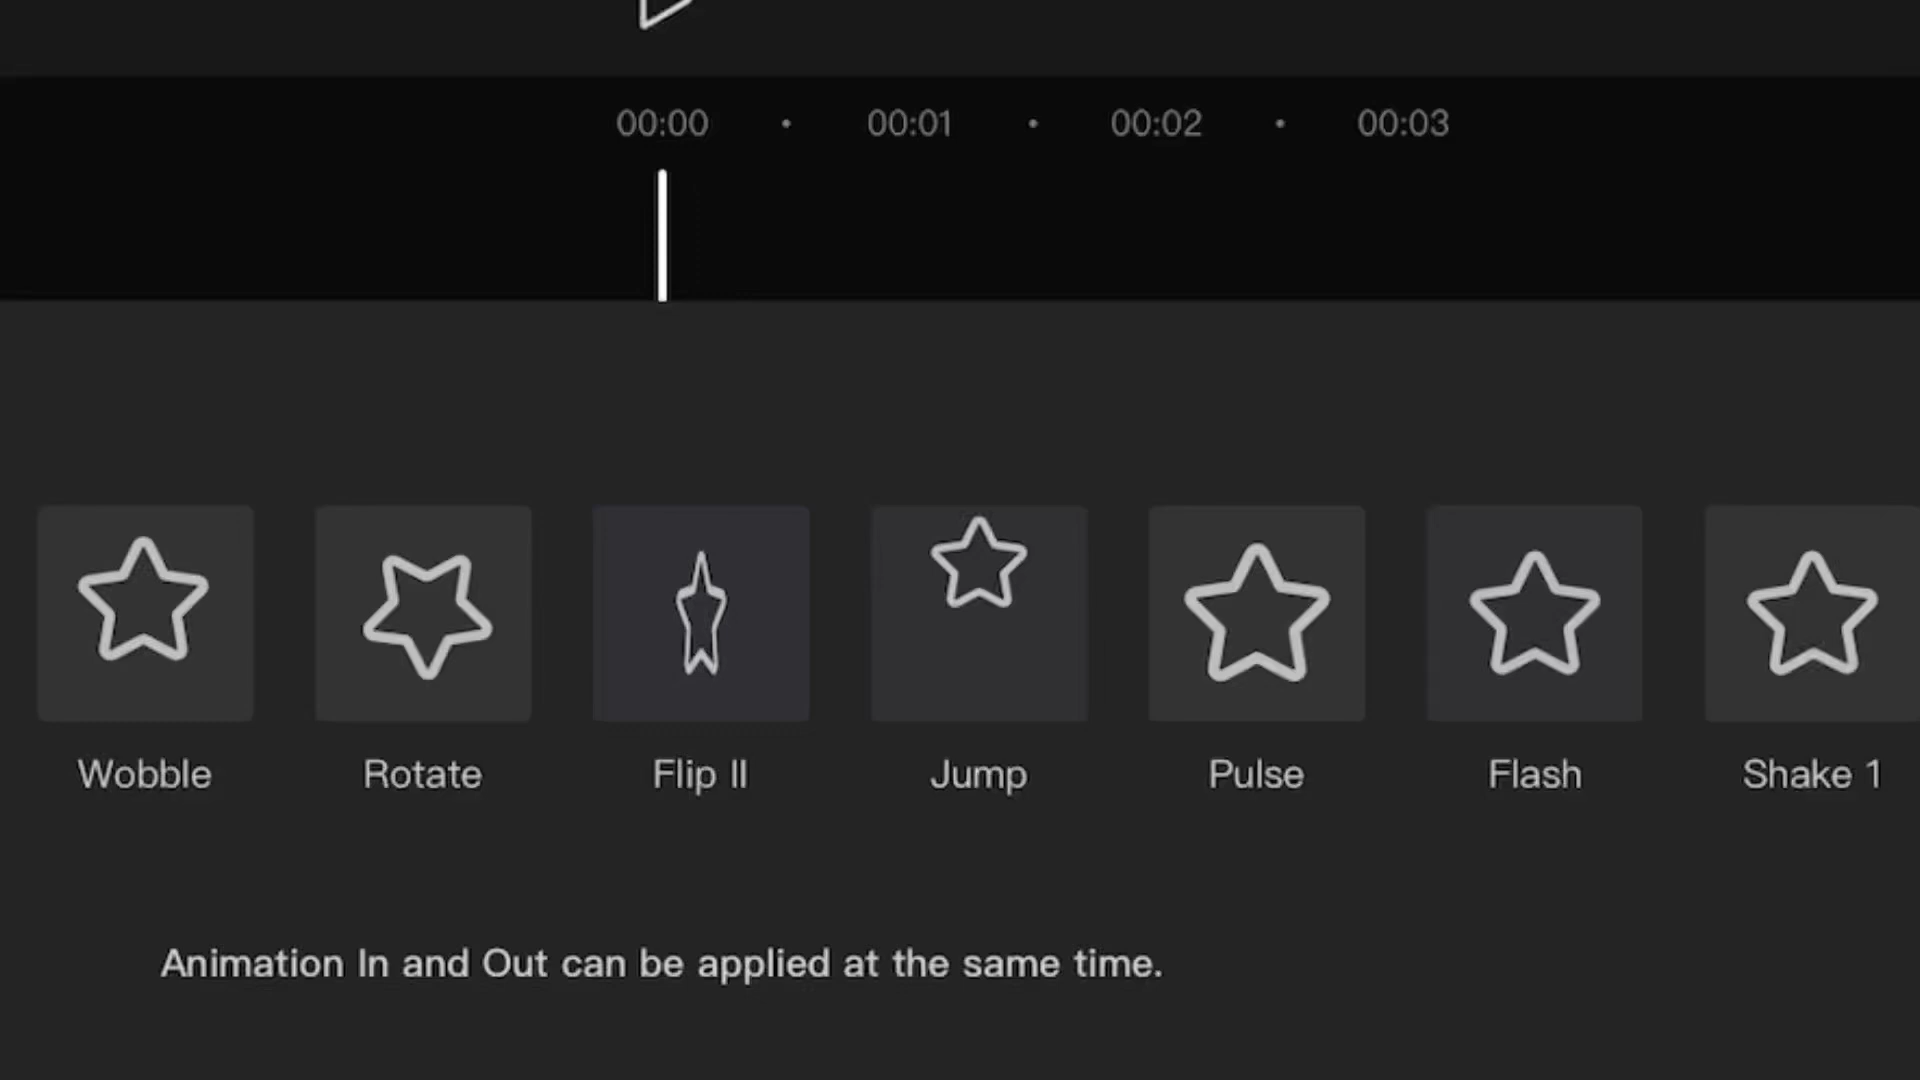 00:00 · 00:01 · 00:02 · 00:03
Wobble Rotate Flip II Jump Pulse Flash Shake 1
Animation In and Out can be applied at the same time.